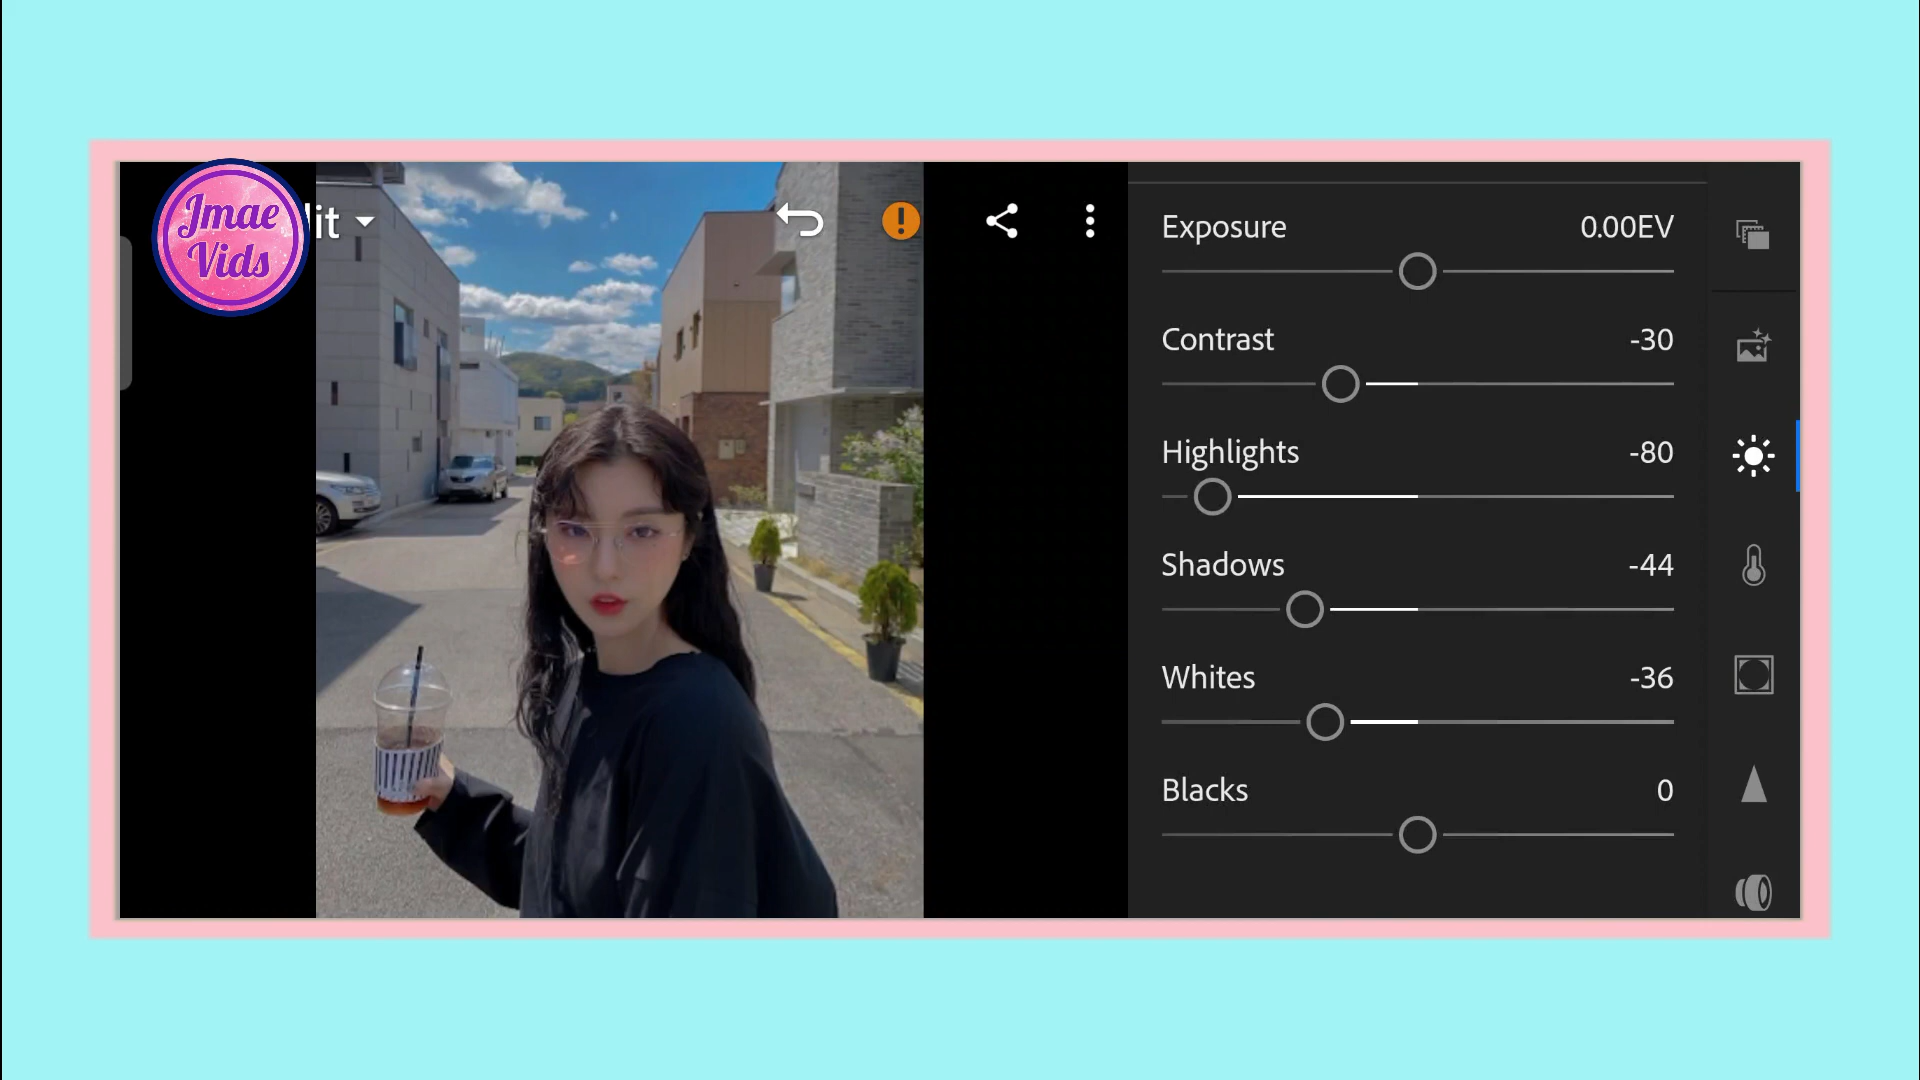 Jmae
Vids
it
Exposure 0.00EV
Contrast -30
Highlights -80
Shadows -44
Whites -36
Blacks 0